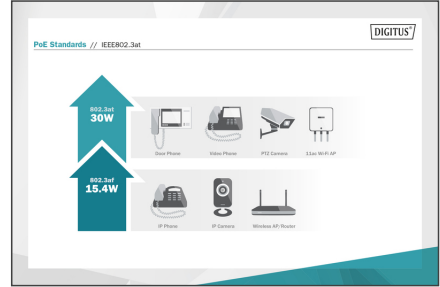 DIGITUS®
PoE Standards // IEEE802.3at
802.3at
30W
Door Phone Video Phone PTZ Camera 11ac Wi-Fi AP
802.3af
15.4W
IP Phone IP Camera Wireless AP/Router